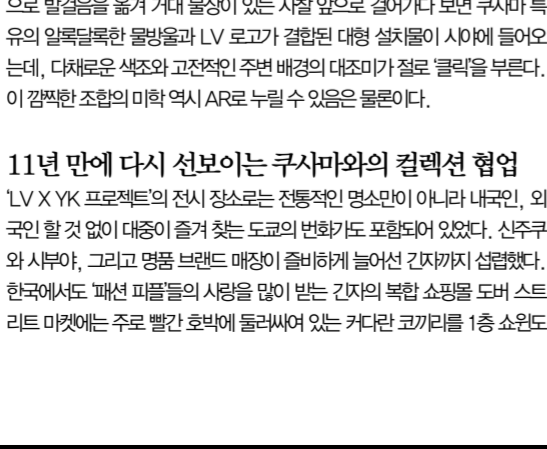 으로 발걸음을 옮겨 거대 불상이 있는 사찰 앞으로 걸어가다 보면 쿠사마 특
유의 알록달록한 물방울과 LV 로고가 결합된 대형 설치물이 시야에 들어오
는데, 다채로운 색조와 고전적인 주변 배경의 대조미가 절로 ‘클릭’을 부른다.
이 깜찍한 조합의 미학 역시 AR로 누릴 수 있음은 물론이다.
11년 만에 다시 선보이는 쿠사마와의 컬렉션 협업
‘LV X YK 프로젝트’의 전시 장소로는 전통적인 명소만이 아니라 내국인, 외
국인 할 것 없이 대중이 즐겨 찾는 도쿄의 번화가도 포함되어 있었다. 신주쿠
와 시부야, 그리고 명품 브랜드 매장이 즐비하게 늘어선 긴자까지 섭렵했다.
한국에서도 ‘패션 피플’들의 사랑을 많이 받는 긴자의 복합 쇼핑몰 도버 스트
리트 마켓에는 주로 빨간 호박에 둘러싸여 있는 커다란 코끼리를 1층 쇼윈도